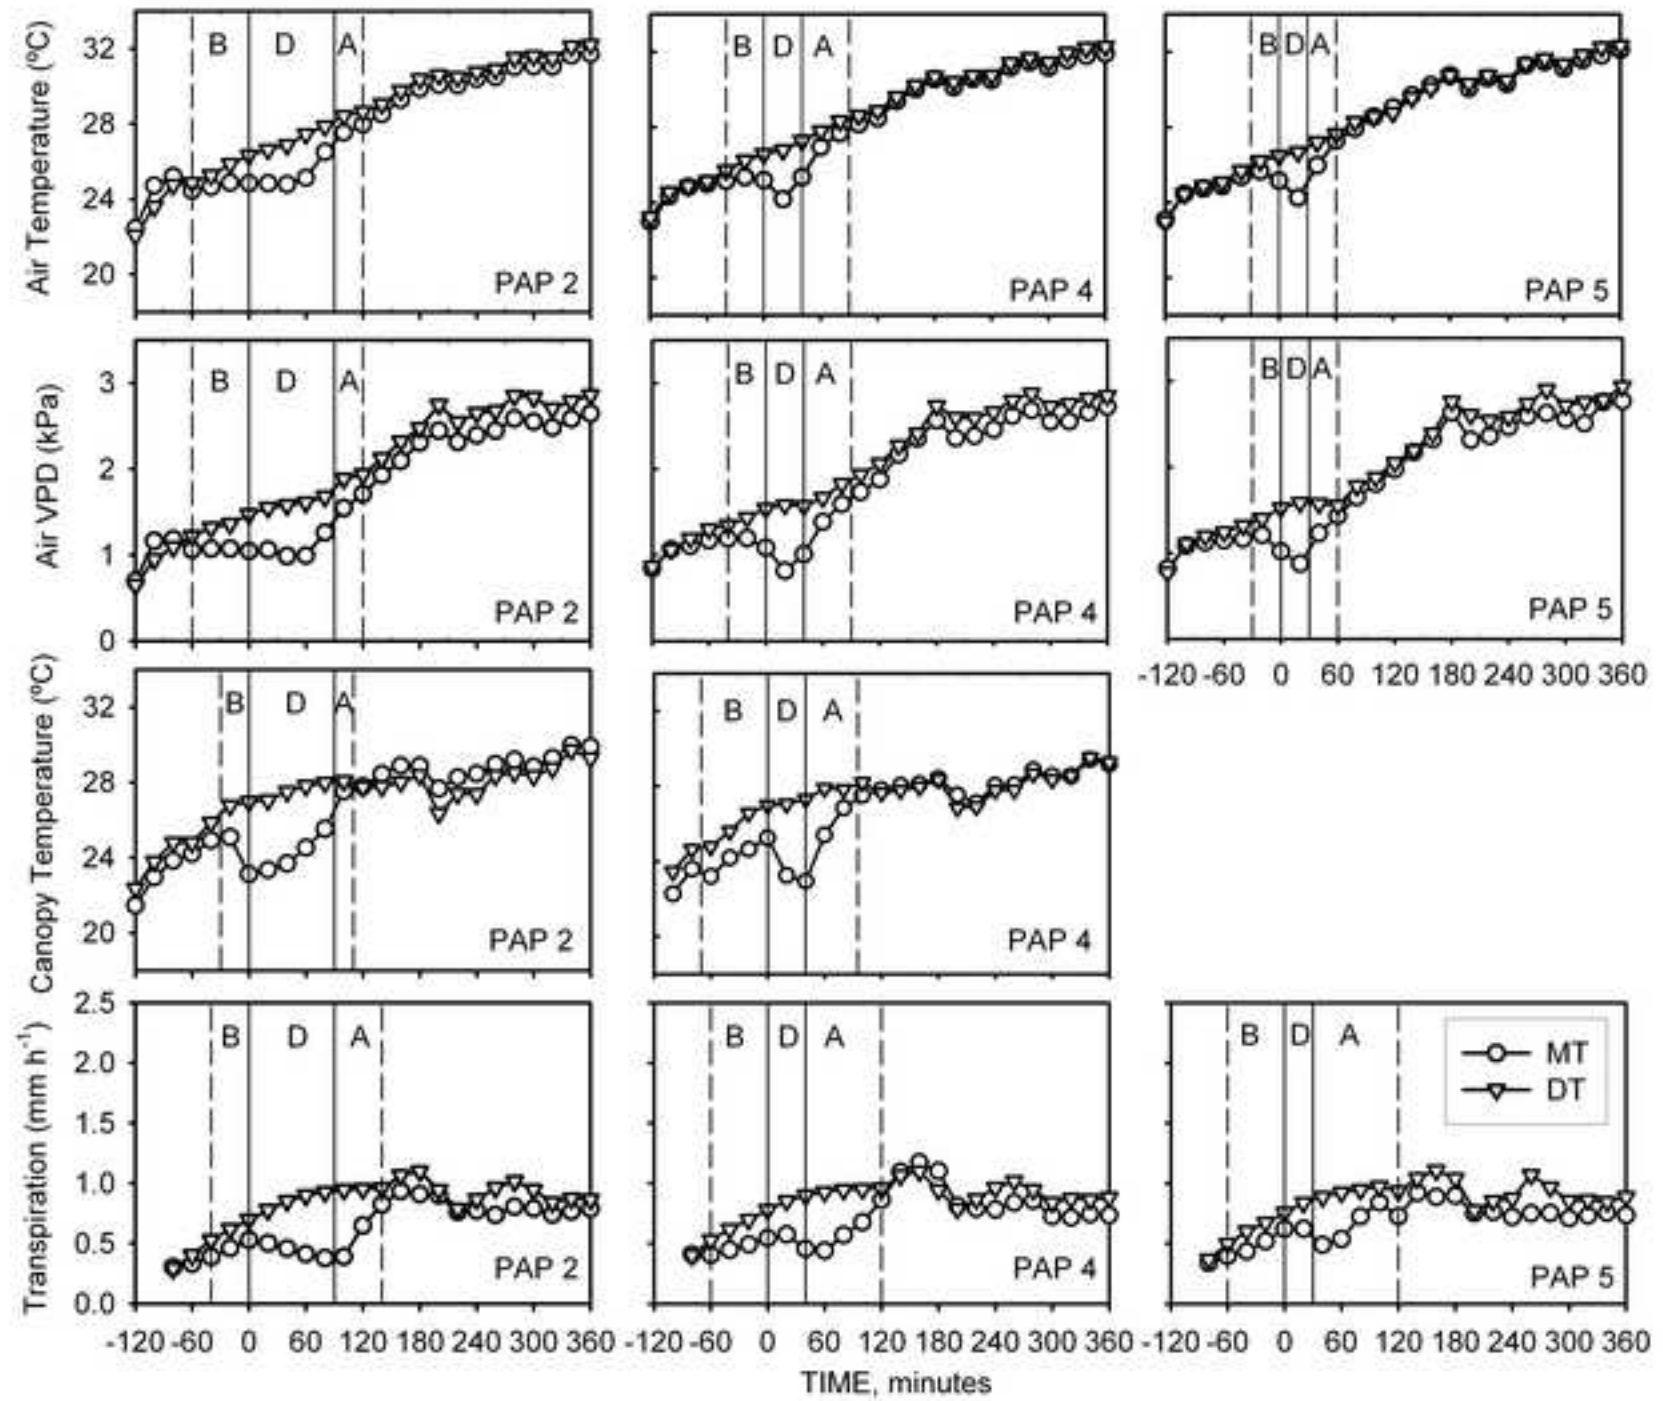 Air Temperature (ºC)
32
28
24
20
B D A
PAP 2
B D A
PAP 4
B D A
PAP 5
Air VPD (kPa)
3
2
1
0
B D A
PAP 2
B D A
PAP 4
B D A
PAP 5
-120 -60 0 60 120 180 240 300 360
Canopy Temperature (ºC)
32
28
24
20
B D A
PAP 2
B D A
PAP 4
Transpiration (mm h-1)
2.5
2.0
1.5
1.0
0.5
0.0
B D A
PAP 2
B D A
PAP 4
B D A
MT
DT
PAP 5
-120 -60 0 60 120 180 240 300 360
-120 -60 0 60 120 180 240 300 360
-120 -60 0 60 120 180 240 300 360
TIME, minutes